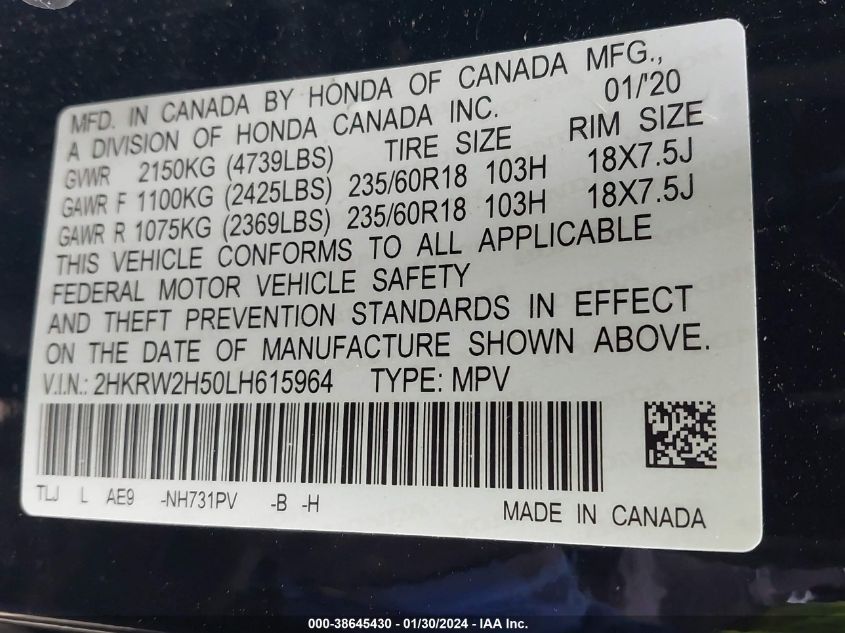 MFD. IN CANADA BY HONDA OF CANADA MFG.,
A DIVISION OF HONDA CANADA INC. 01/'20
GVWR 2150KG (4739LBS) TIRE SIZE RIM SIZE
GAWR F 1100KG (2425LBS) 235/60R18 103H 18X7.5J
GAWR R 1075KG (2369LBS) 235/60R18 103H 18X7.5J
THIS VEHICLE CONFORMS TO ALL APPLICABLE
FEDERAL MOTOR VEHICLE SAFETY
AND THEFT PREVENTION STANDARDS IN EFFECT
ON THE DATE OF MANUFACTURE SHOWN ABOVE.
V.I.N.: 2HKRW2H50LH615964 TYPE: MPV
TLJ L AE9 -NH731PV -B -H
MADE IN CANADA
000-38645430 - 01/30/2024 - IAA Inc.